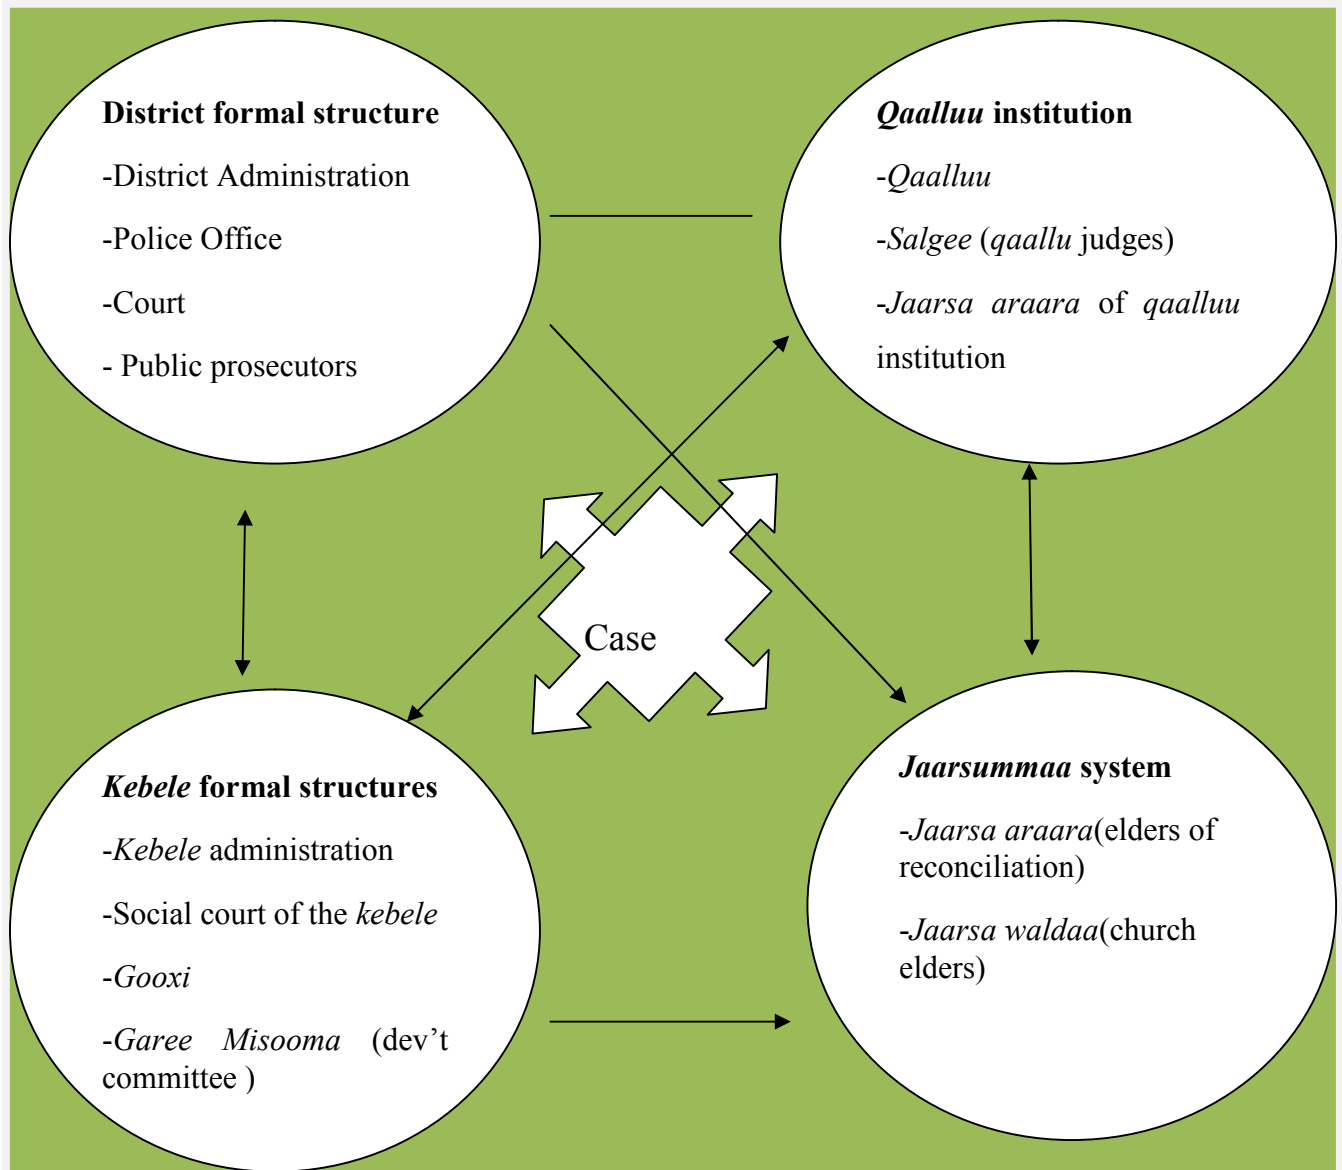 District formal structure
-District Administration
-Police Office
-Court
- Public prosecutors
Qaalluu institution
-Qaalluu
-Salgee (qaallu judges)
-Jaarsa araara of qaalluu
institution
Case
Kebele formal structures
-Kebele administration
-Social court of the kebele
-Gooxi
-Garee Misooma (dev’t
committee )
Jaarsummaa system
-Jaarsa araara(elders of
reconciliation)
-Jaarsa waldaa(church
elders)